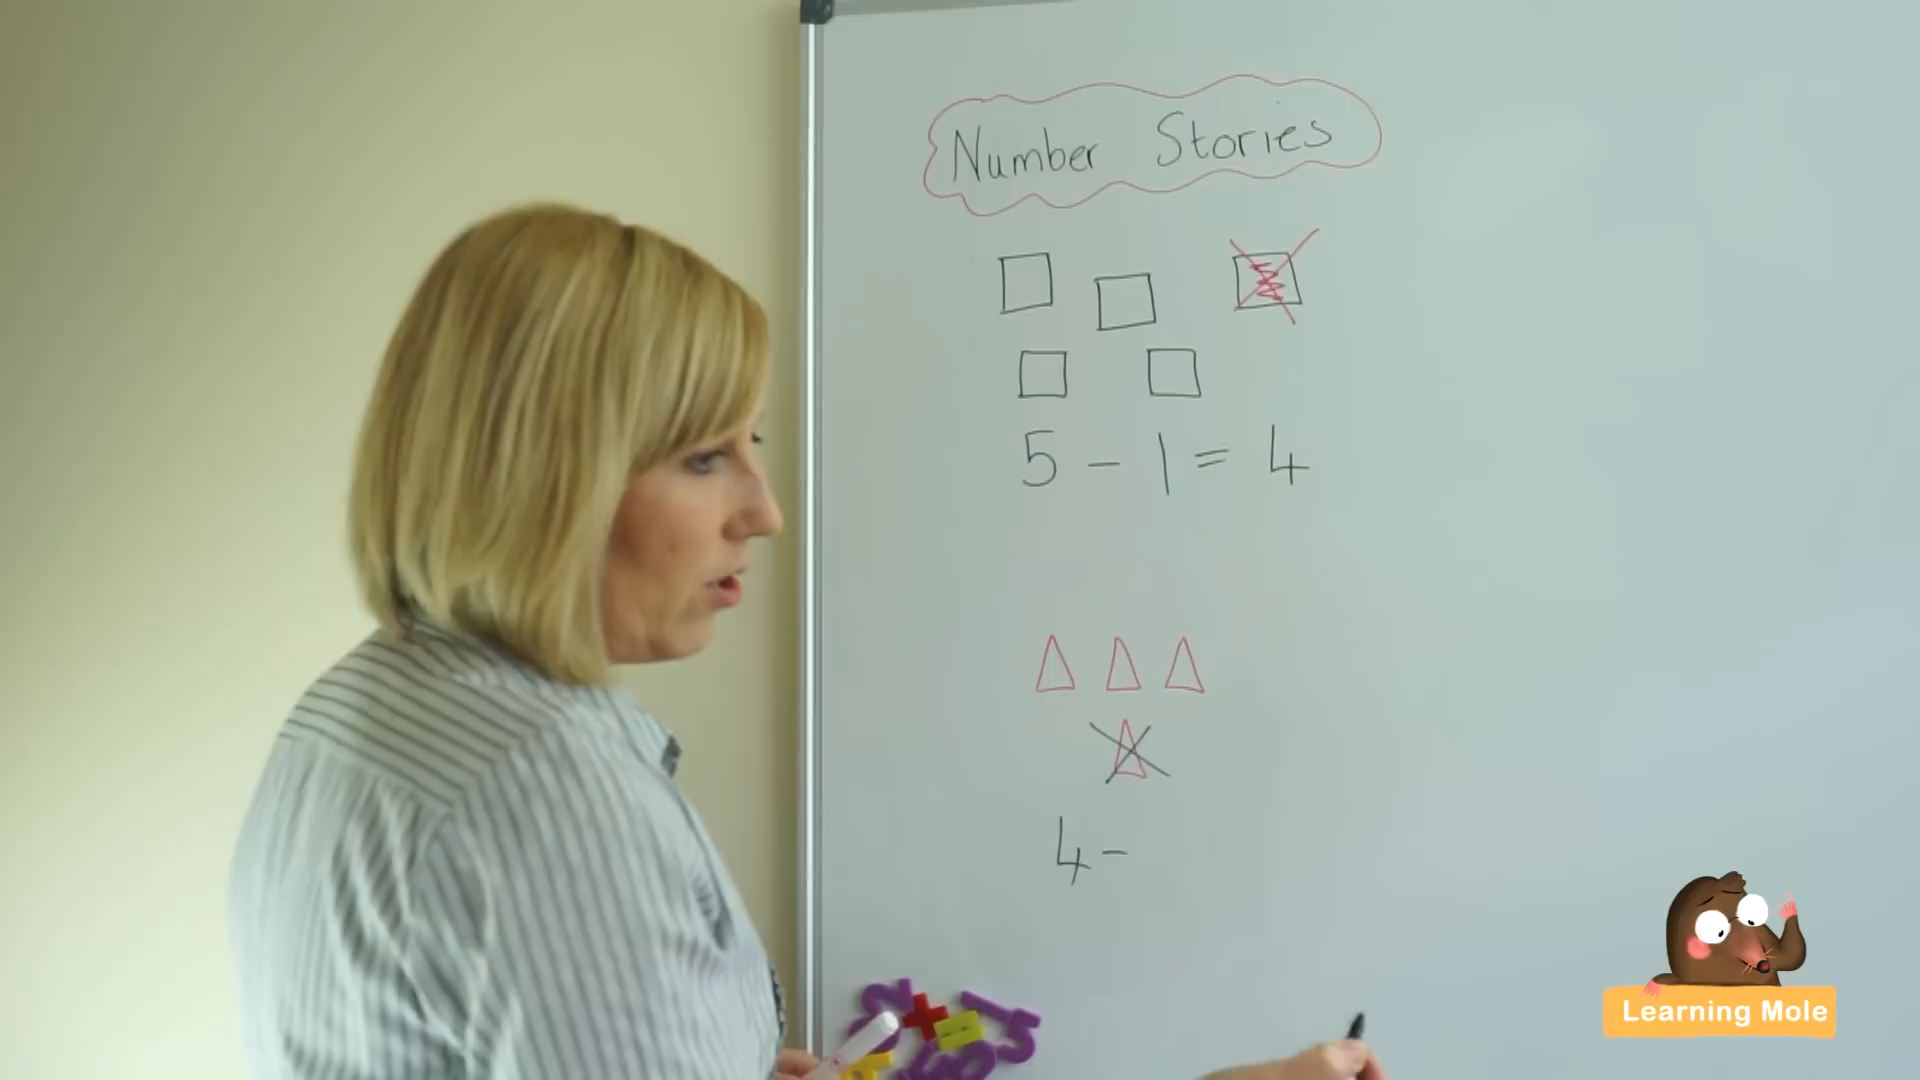 Number Stories
5 - 1 = 4
4 -
Learning Mole